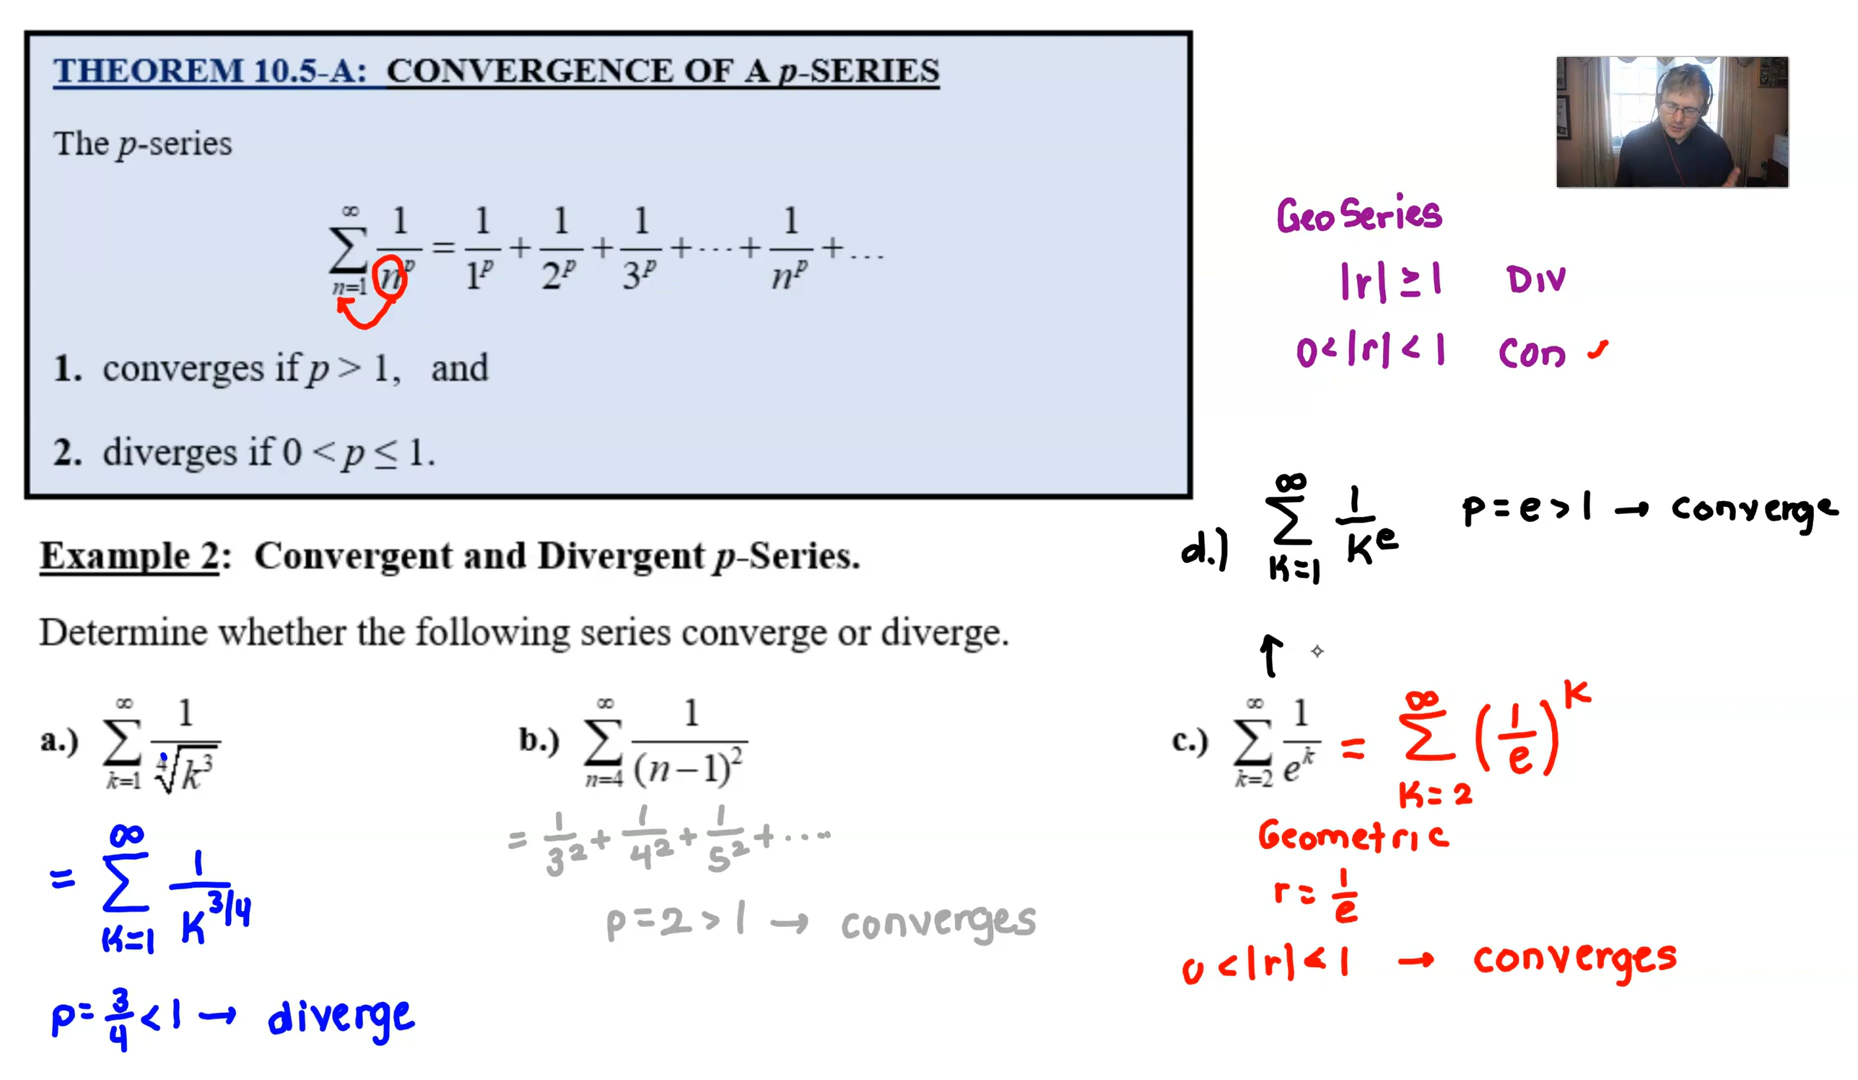 THEOREM 10.5-A: CONVERGENCE OF A p-SERIES
The p-series
∑_{n=1}^{∞} 1/n^p = 1/1^p + 1/2^p + 1/3^p + ⋯ + 1/n^p + …
1. converges if p > 1, and
2. diverges if 0 < p ≤ 1.
Geo Series
|r| ≥ 1 DIV
0 < |r| < 1 con
d.) ∑_{k=1}^{∞} 1/k^e p = e > 1 → converge
Example 2: Convergent and Divergent p-Series.
Determine whether the following series converge or diverge.
a.) ∑_{k=1}^{∞} 1/∜(k^3)
= ∑_{k=1}^{∞} 1/k^{3/4}
p = 3/4 < 1 → diverge
b.) ∑_{n=4}^{∞} 1/(n−1)^2
= 1/3^2 + 1/4^2 + 1/5^2 + ....
p = 2 > 1 → converges
c.) ∑_{k=2}^{∞} 1/e^k = ∑_{k=2}^{∞} (1/e)^k
Geometric
r = 1/e
0 < |r| < 1 → converges